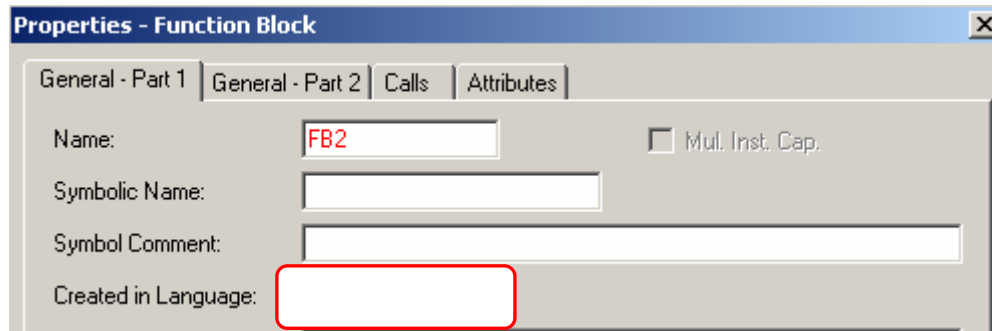 Properties - Function Block
General - Part 1 General - Part 2 Calls Attributes
Name: FB2 Mul. Inst. Cap.
Symbolic Name:
Symbol Comment:
Created in Language: